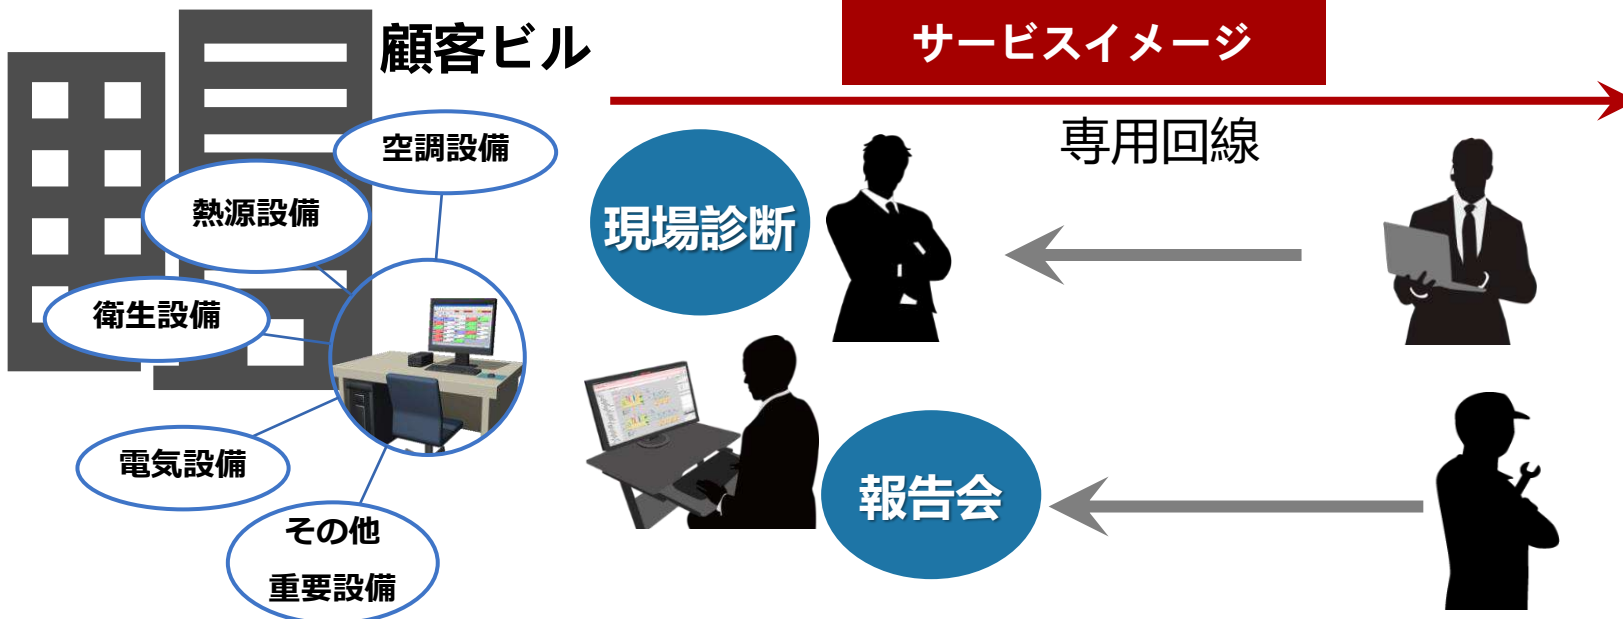 顧客ビル
サービスイメージ
専用回線
空調設備
熱源設備
衛生設備
電気設備
その他
重要設備
現場診断
報告会